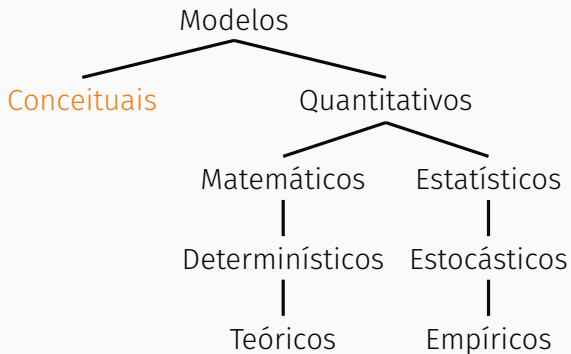 Modelos
Conceituais Quantitativos
Matemáticos Estatísticos
Determinísticos Estocásticos
Teóricos Empíricos